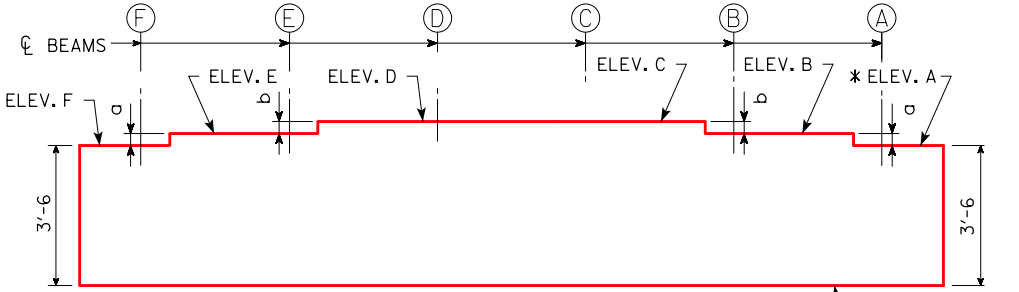 F E D C B A
℄ BEAMS
ELEV. F a ELEV. E b ELEV. D ELEV. C b ELEV. B * ELEV. A a
3'-6 3'-6